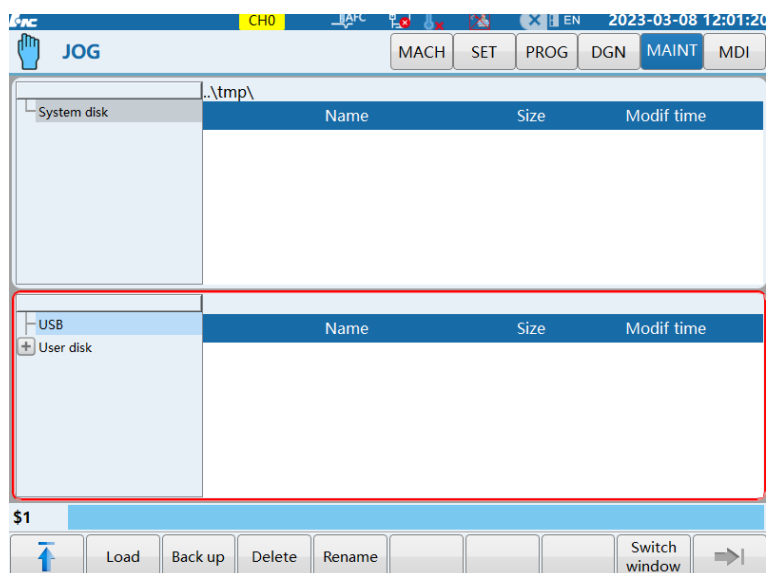 CH0 AFC EN 2023-03-08 12:01:20
JOG MACH SET PROG DGN MAINT MDI
..\tmp\
System disk Name Size Modif time
USB Name Size Modif time
User disk
$1
Load Back up Delete Rename Switch
window